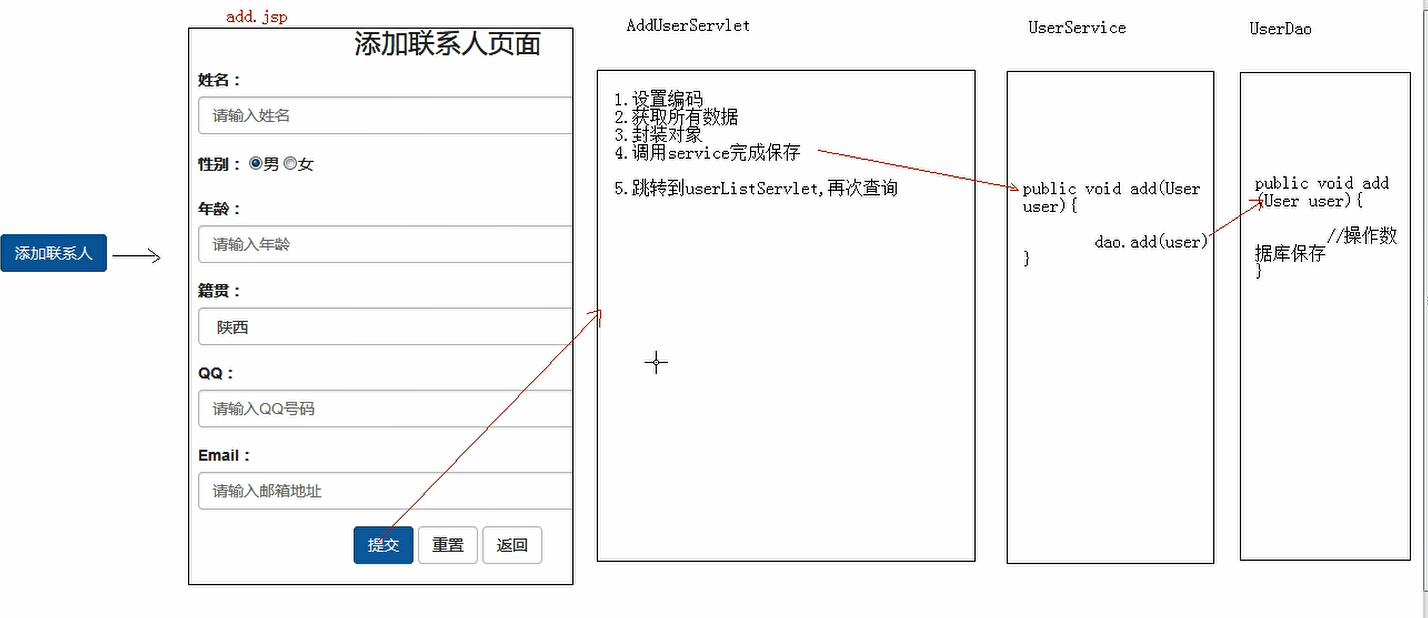 添加联系人
add.jsp
添加联系人页面
姓名：
请输入姓名
性别： 男 女
年龄：
请输入年龄
籍贯：
陕西
QQ：
请输入QQ号码
Email：
请输入邮箱地址
提交 重置 返回
AddUserServlet
1.设置编码
2.获取所有数据
3.封装对象
4.调用service完成保存
5.跳转到userListServlet,再次查询
UserService
public void add(User
user){
dao.add(user)
}
UserDao
public void add
(User user){
//操作数
据库保存
}